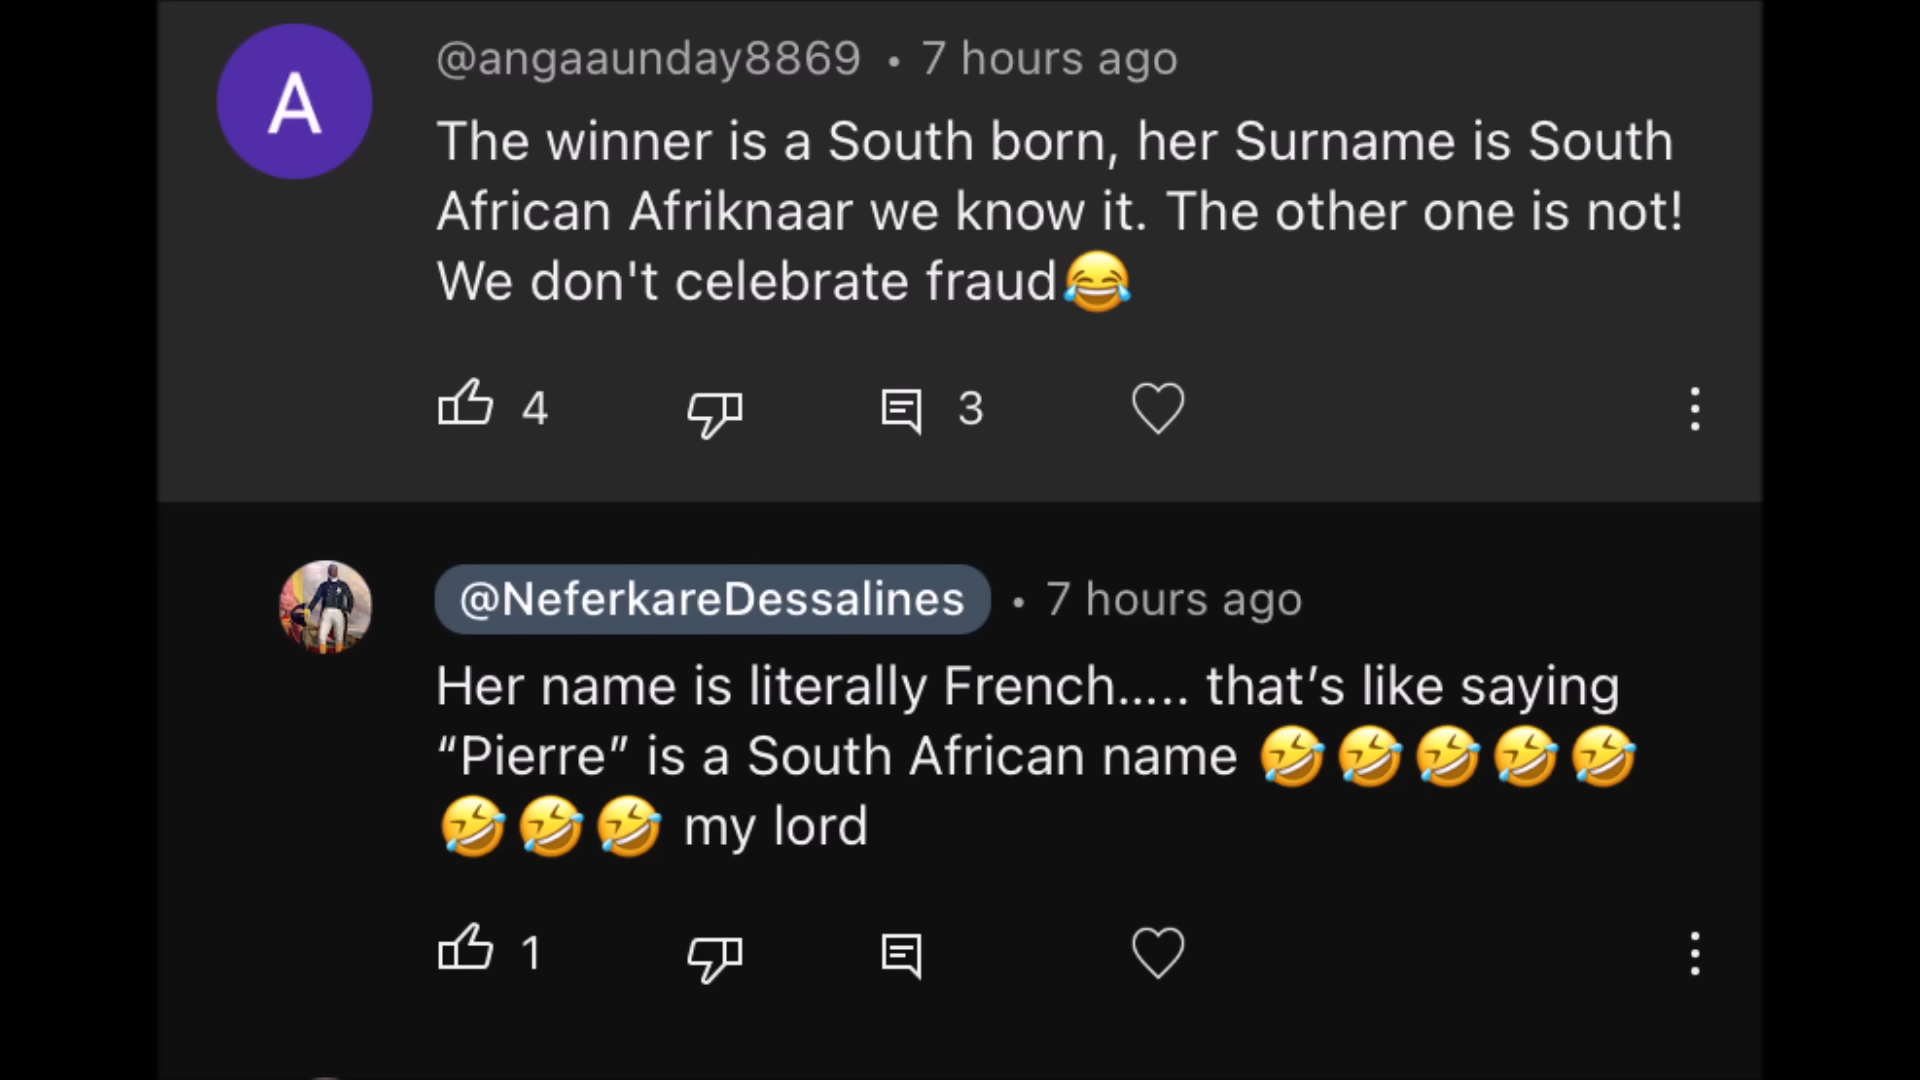 A
@angaaunday8869 • 7 hours ago
The winner is a South born, her Surname is South
African Afriknaar we know it. The other one is not!
We don't celebrate fraud😂
4 3
@NeferkareDessalines • 7 hours ago
Her name is literally French..... that’s like saying
“Pierre” is a South African name 🤣🤣🤣🤣🤣
🤣🤣🤣 my lord
1